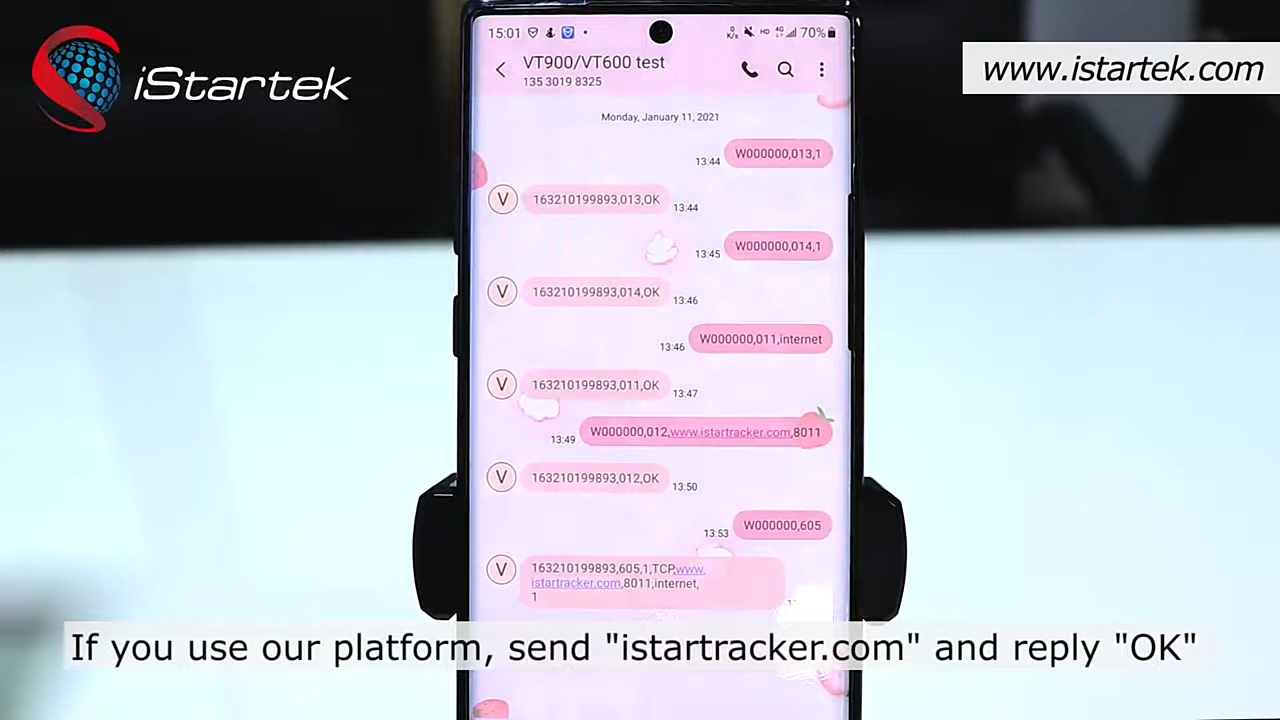 iStartek
www.istartek.com
15:01
0
K/s
HD
4G
70%
VT900/VT600 test
135 3019 8325
Monday, January 11, 2021
13:44
W000000,013,1
V
163210199893,013,OK
13:44
13:45
W000000,014,1
V
163210199893,014,OK
13:46
13:46
W000000,011,internet
V
163210199893,011,OK
13:47
13:49
W000000,012,www.istartracker.com,8011
V
163210199893,012,OK
13:50
13:53
W000000,605
V
163210199893,605,1,TCP,www.
istartracker.com,8011,internet,
1
If you use our platform, send "istartracker.com" and reply "OK"